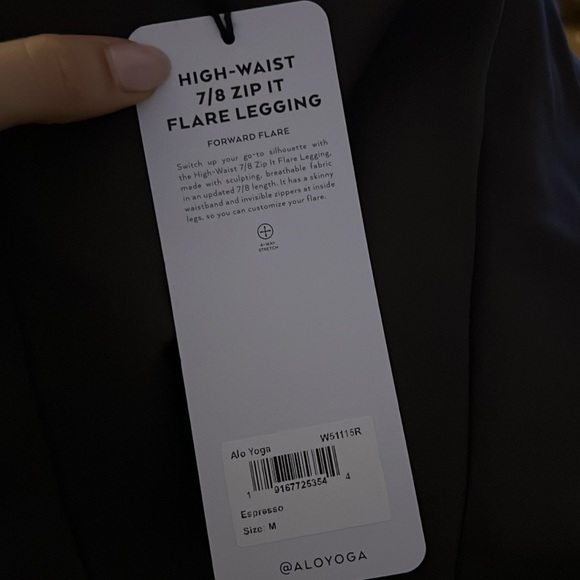 HIGH-WAIST
7/8 ZIP IT
FLARE LEGGING
FORWARD FLARE
Switch up your go-to silhouette with
the High-Waist 7/8 Zip It Flare Legging,
made with sculpting, breathable fabric
in an updated 7/8 length. It has a skinny
waistband and invisible zippers at inside
legs, so you can customize your flare.
4-WAY
STRETCH
Alo Yoga W51115R
1 9167725354 4
Espresso
Size: M
@ALOYOGA